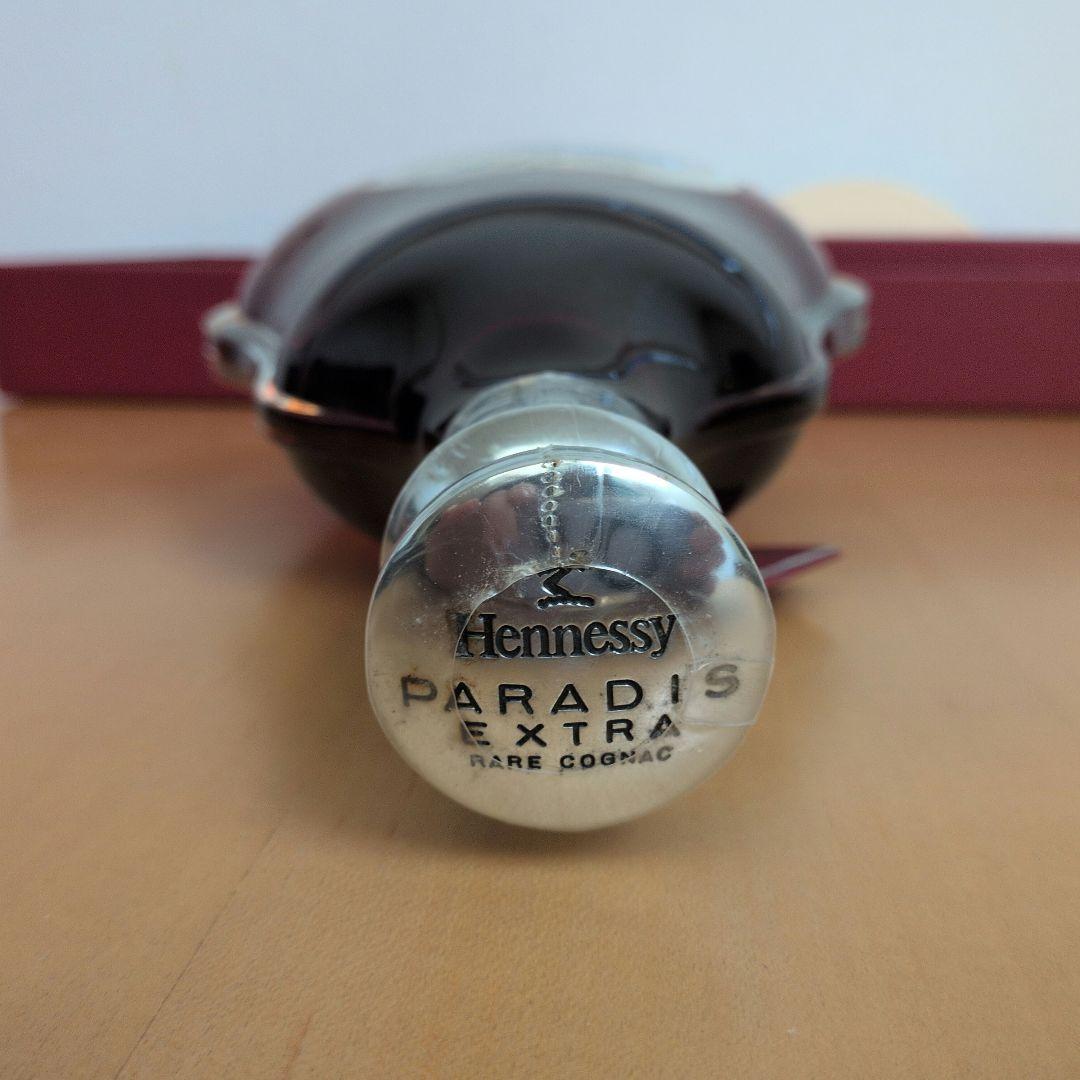 Hennessy
PARADIS
EXTRA
RARE COGNAC